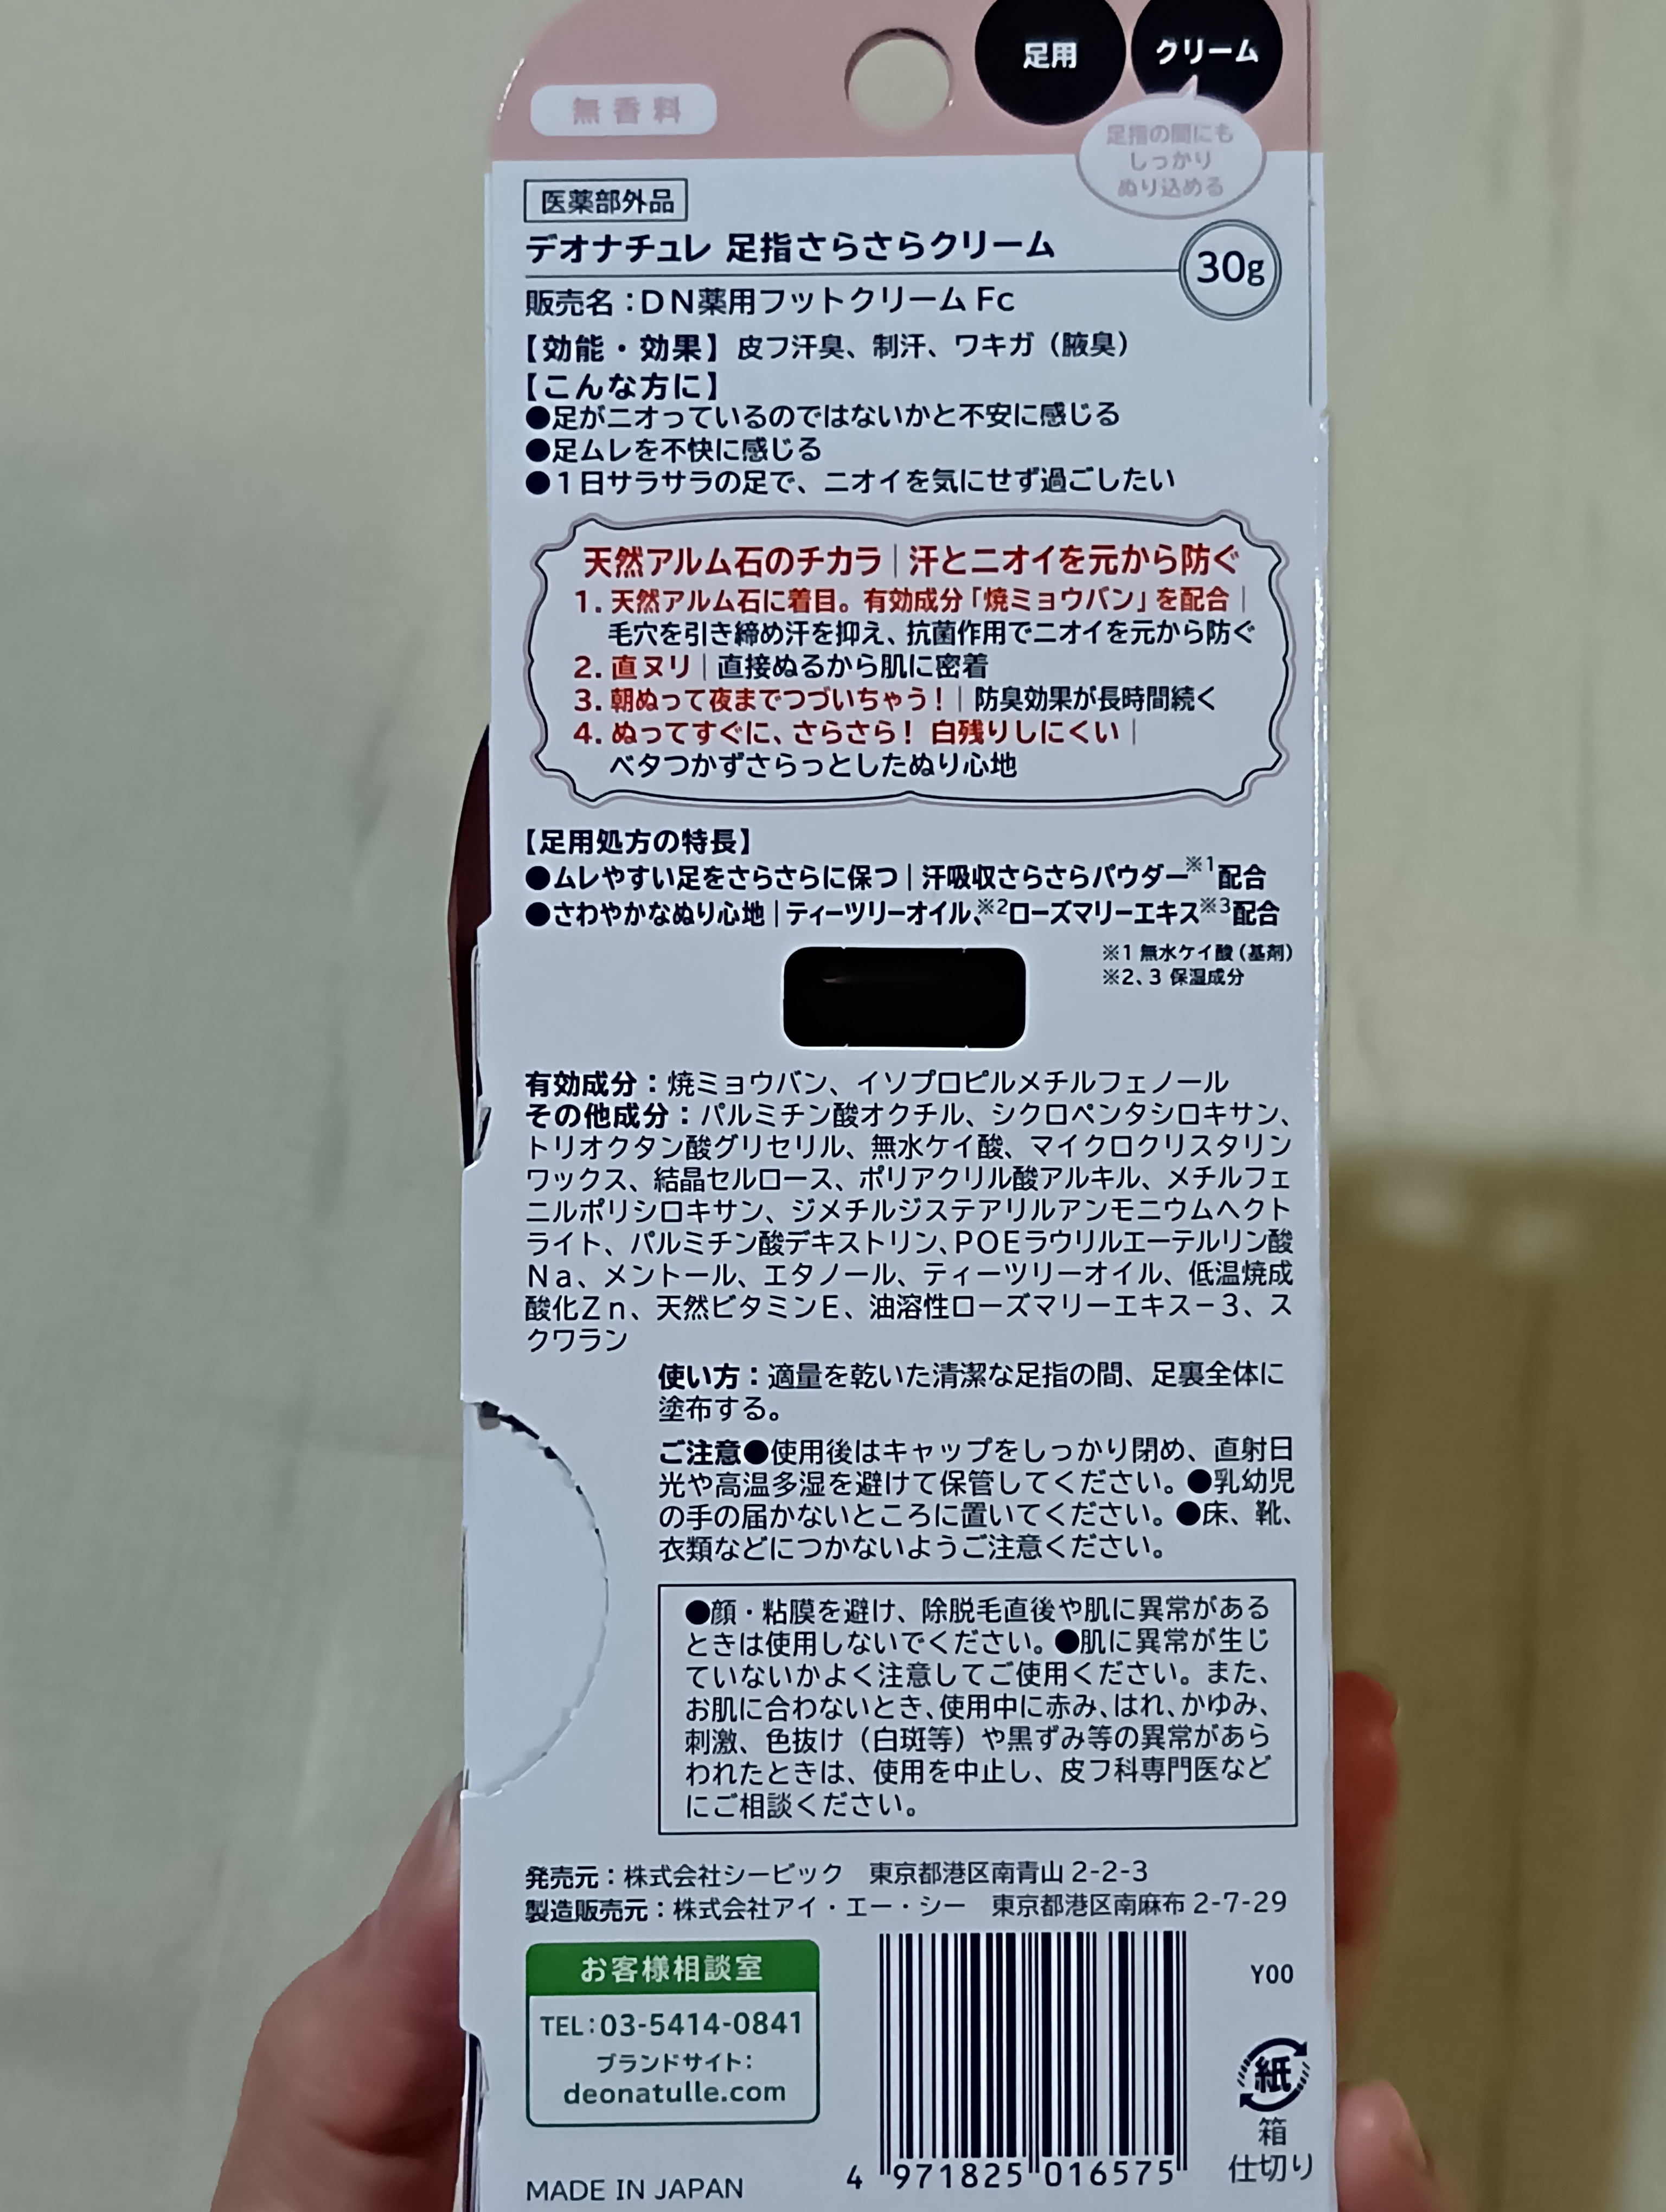 無香料
足用
クリーム
足指の間にも
しっかり
ぬり込める
医薬部外品
デオナチュレ 足指さらさらクリーム
30g
販売名：DN薬用フットクリーム Fc
【効能・効果】皮フ汗臭、制汗、ワキガ（腋臭）
【こんな方に】
●足がニオっているのではないかと不安に感じる
●足ムレを不快に感じる
●1日サラサラの足で、ニオイを気にせず過ごしたい
天然アルム石のチカラ｜汗とニオイを元から防ぐ
1. 天然アルム石に着目。有効成分「焼ミョウバン」を配合｜
毛穴を引き締め汗を抑え、抗菌作用でニオイを元から防ぐ
2. 直ヌリ｜直接ぬるから肌に密着
3. 朝ぬって夜までつづいちゃう！｜防臭効果が長時間続く
4. ぬってすぐに、さらさら！ 白残りしにくい｜
ベタつかずさらっとしたぬり心地
【足用処方の特長】
●ムレやすい足をさらさらに保つ｜汗吸収さらさらパウダー※1配合
●さわやかなぬり心地｜ティーツリーオイル、※2ローズマリーエキス※3配合
※1 無水ケイ酸（基剤）
※2、3 保湿成分
有効成分：焼ミョウバン、イソプロピルメチルフェノール
その他成分：パルミチン酸オクチル、シクロペンタシロキサン、
トリオクタン酸グリセリル、無水ケイ酸、マイクロクリスタリン
ワックス、結晶セルロース、ポリアクリル酸アルキル、メチルフェ
ニルポリシロキサン、ジメチルジステアリルアンモニウムヘクト
ライト、パルミチン酸デキストリン、POEラウリルエーテルリン酸
Na、メントール、エタノール、ティーツリーオイル、低温焼成
酸化Zn、天然ビタミンE、油溶性ローズマリーエキス－3、ス
クワラン
使い方：適量を乾いた清潔な足指の間、足裏全体に
塗布する。
ご注意●使用後はキャップをしっかり閉め、直射日
光や高温多湿を避けて保管してください。●乳幼児
の手の届かないところに置いてください。●床、靴、
衣類などにつかないようご注意ください。
●顔・粘膜を避け、除脱毛直後や肌に異常がある
ときは使用しないでください。●肌に異常が生じ
ていないかよく注意してご使用ください。また、
お肌に合わないとき、使用中に赤み、はれ、かゆみ、
刺激、色抜け（白斑等）や黒ずみ等の異常があら
われたときは、使用を中止し、皮フ科専門医など
にご相談ください。
発売元：株式会社シービック 東京都港区南青山 2-2-3
製造販売元：株式会社アイ・エー・シー 東京都港区南麻布 2-7-29
お客様相談室
TEL：03-5414-0841
ブランドサイト：
deonatulle.com
Y00
紙
箱
仕切り
4 971825 016575
MADE IN JAPAN